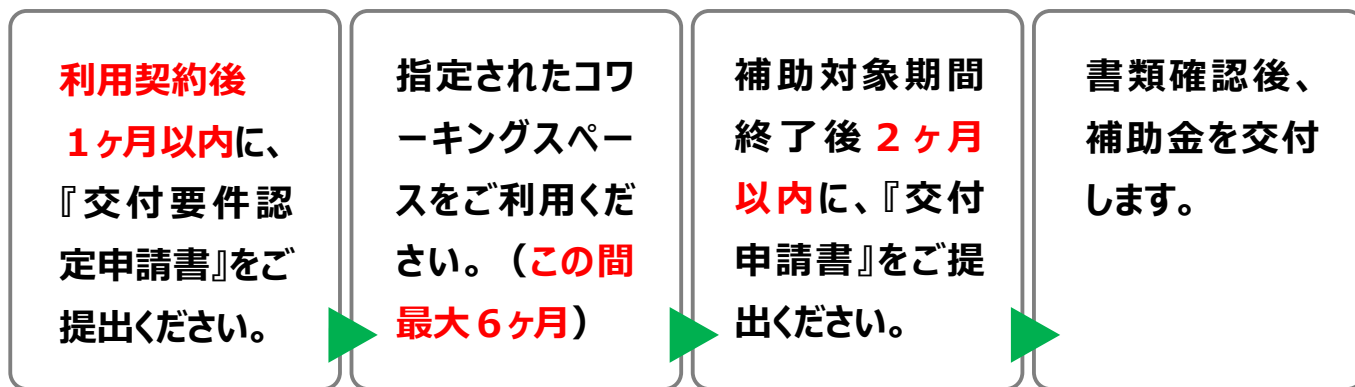 利用契約後
１ヶ月以内に、
『交付要件認
定申請書』をご
提出ください。
指定されたコワ
ーキングスペー
スをご利用くだ
さい。（この間
最大６ヶ月）
補助対象期間
終了後２ヶ月
以内に、『交付
申請書』をご提
出ください。
書類確認後、
補助金を交付
します。